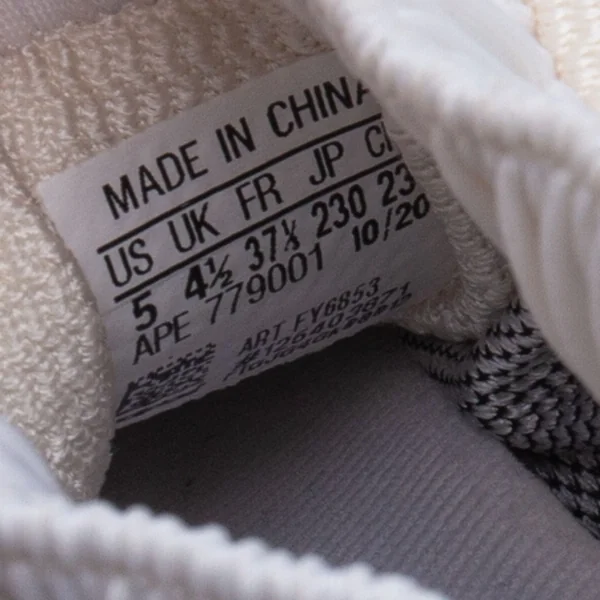 MADE IN CHINA
US UK FR JP C
5 4½ 37⅓ 230 23
APE 779001 10/20
ART FY6853